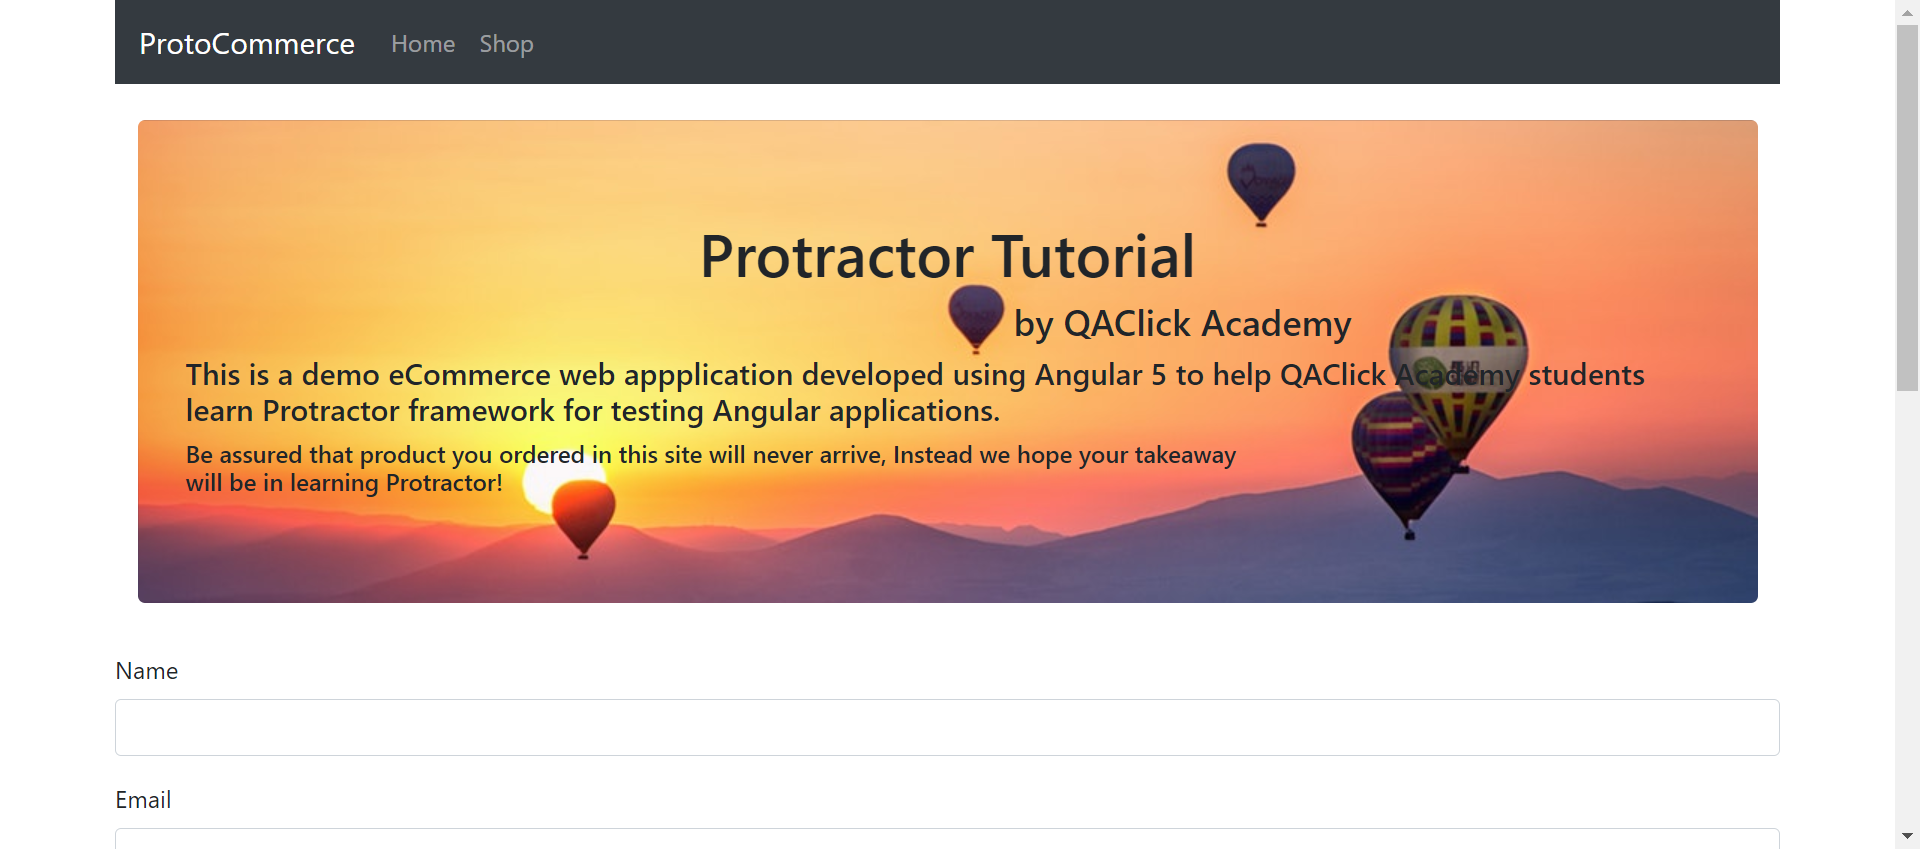 ProtoCommerce Home Shop
Protractor Tutorial
by QAClick Academy
This is a demo eCommerce web appplication developed using Angular 5 to help QAClick Academy students
learn Protractor framework for testing Angular applications.
Be assured that product you ordered in this site will never arrive, Instead we hope your takeaway
will be in learning Protractor!
Name
Email